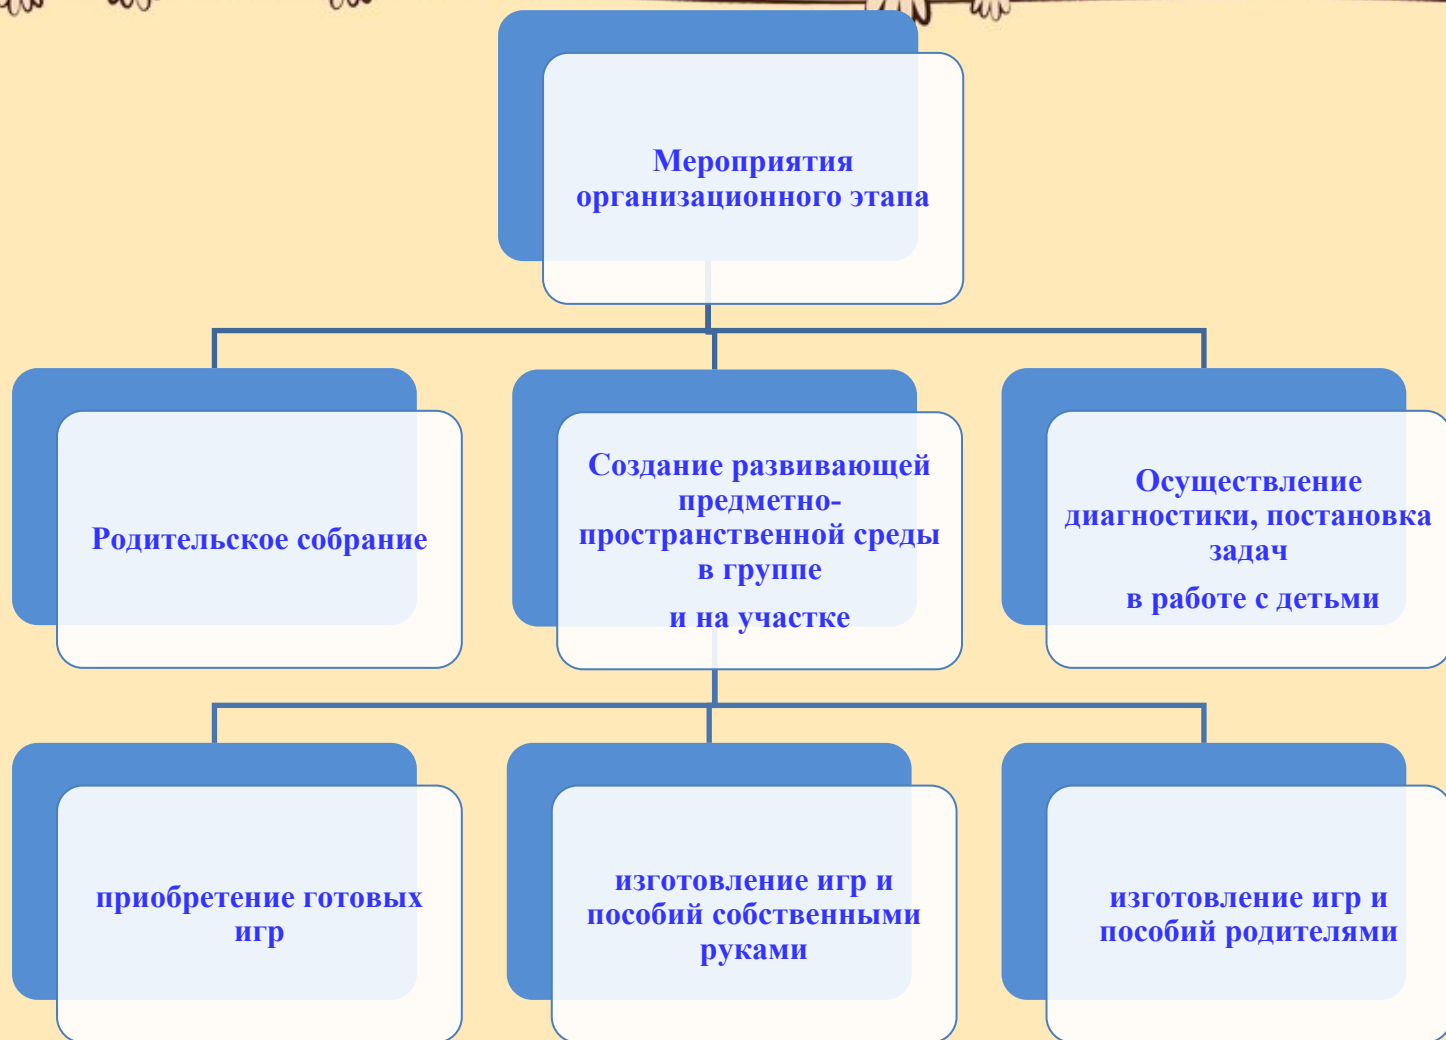 Мероприятия
организационного этапа
Родительское собрание
Создание развивающей
предметно-
пространственной среды
в группе
и на участке
Осуществление
диагностики, постановка
задач
в работе с детьми
приобретение готовых
игр
изготовление игр и
пособий собственными
руками
изготовление игр и
пособий родителями